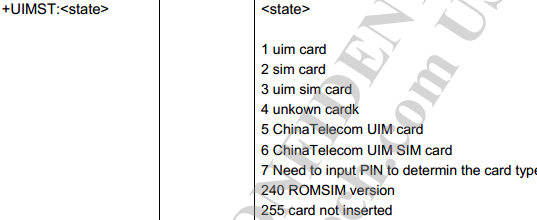 +UIMST:<state>
<state>
1 uim card
2 sim card
3 uim sim card
4 unkown cardk
5 ChinaTelecom UIM card
6 ChinaTelecom UIM SIM card
7 Need to input PIN to determin the card type
240 ROMSIM version
255 card not inserted